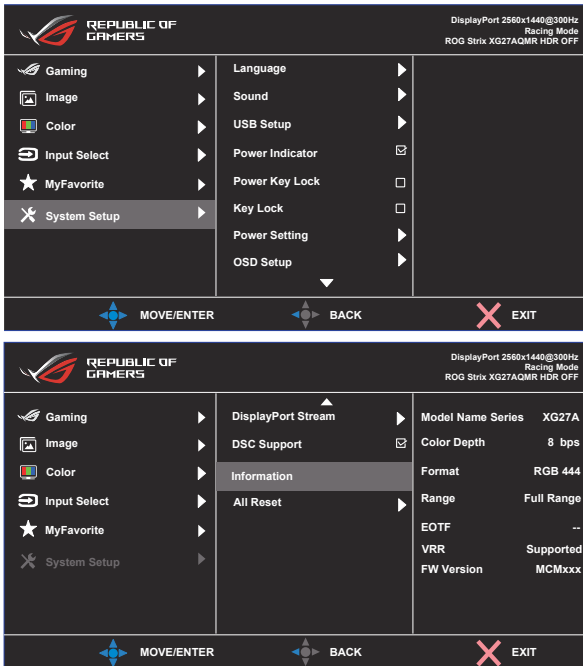 REPUBLIC OF
GAMERS
DisplayPort 2560x1440@300Hz
Racing Mode
ROG Strix XG27AQMR HDR OFF
Gaming
Image
Color
Input Select
MyFavorite
System Setup
Language
Sound
USB Setup
Power Indicator
Power Key Lock
Key Lock
Power Setting
OSD Setup
MOVE/ENTER BACK EXIT
REPUBLIC OF
GAMERS
DisplayPort 2560x1440@300Hz
Racing Mode
ROG Strix XG27AQMR HDR OFF
Gaming
Image
Color
Input Select
MyFavorite
System Setup
DisplayPort Stream
DSC Support
Information
All Reset
Model Name Series XG27A
Color Depth 8 bps
Format RGB 444
Range Full Range
EOTF --
VRR Supported
FW Version MCMxxx
MOVE/ENTER BACK EXIT